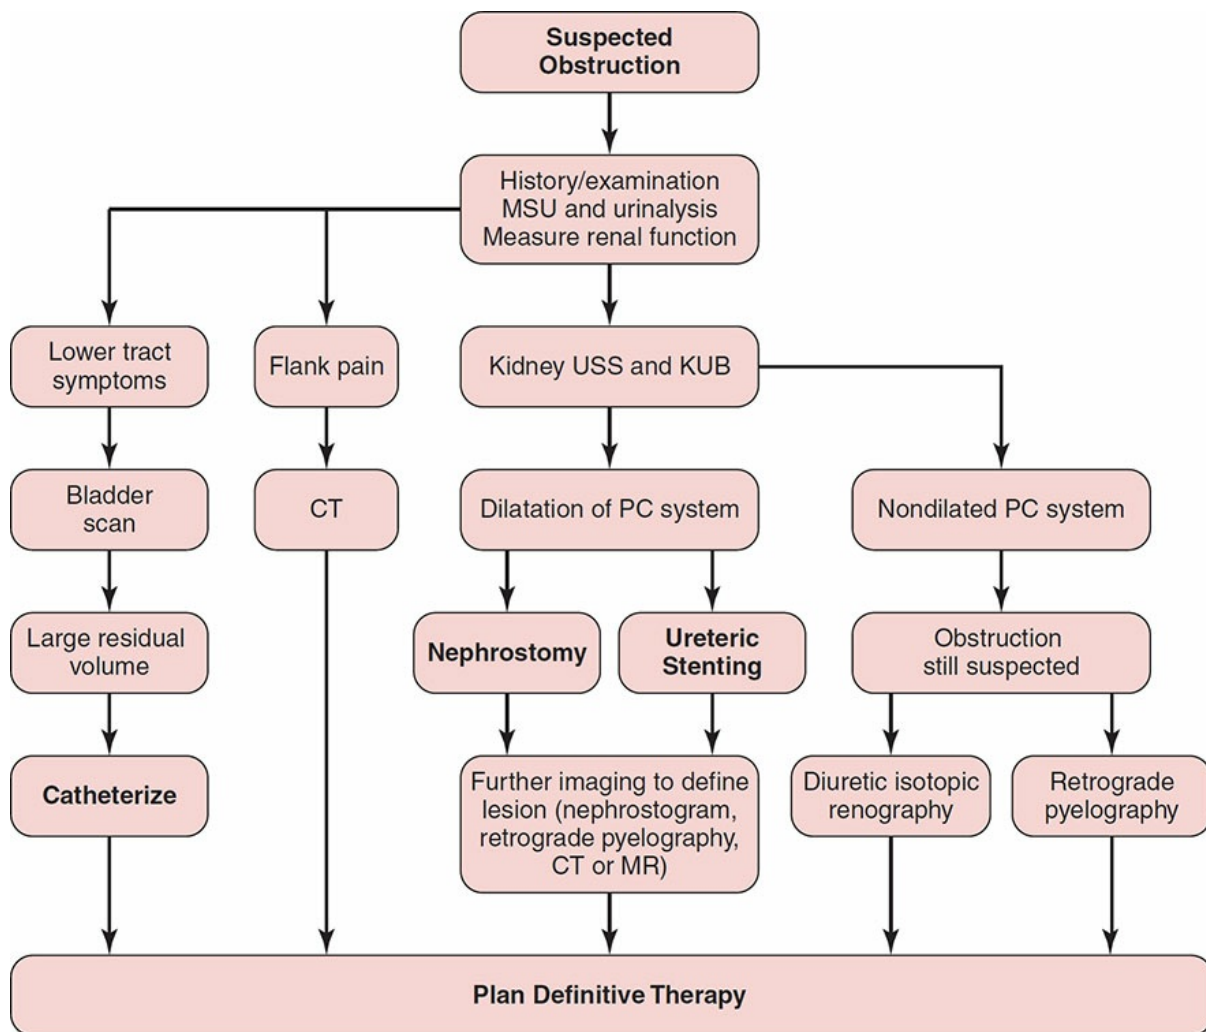 Suspected
Obstruction
History/examination
MSU and urinalysis
Measure renal function
Lower tract
symptoms
Flank pain
Kidney USS and KUB
Bladder
scan
CT
Dilatation of PC system
Nondilated PC system
Large residual
volume
Nephrostomy
Ureteric
Stenting
Obstruction
still suspected
Catheterize
Further imaging to define
lesion (nephrostogram,
retrograde pyelography,
CT or MR)
Diuretic isotopic
renography
Retrograde
pyelography
Plan Definitive Therapy